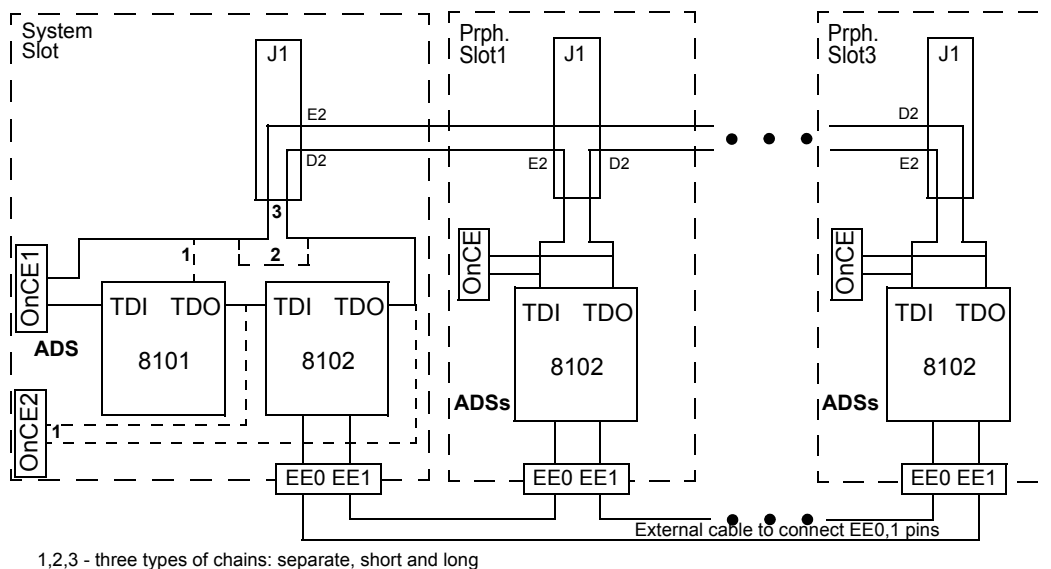 System
Slot
J1
E2
D2
3
1
2
OnCE1
TDI TDO
8101
ADS
TDI TDO
8102
OnCE2
1
EE0 EE1
Prph.
Slot1
J1
E2
D2
OnCE
TDI TDO
8102
ADSs
EE0 EE1
Prph.
Slot3
J1
D2
E2
OnCE
TDI TDO
8102
ADSs
EE0 EE1
External cable to connect EE0,1 pins
1,2,3 - three types of chains: separate, short and long